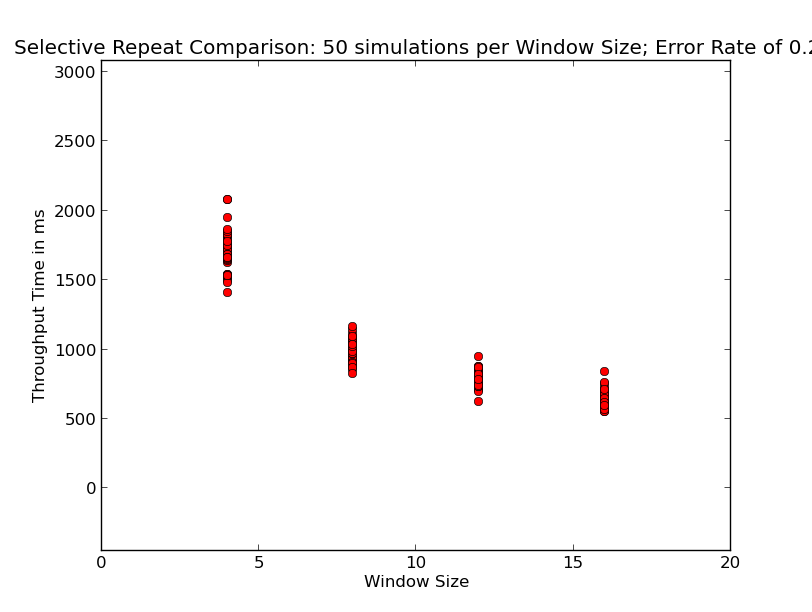 Selective Repeat Comparison: 50 simulations per Window Size; Error Rate of 0.2
3000
2500
2000
1500
1000
500
0
Throughput Time in ms
0 5 10 15 20
Window Size